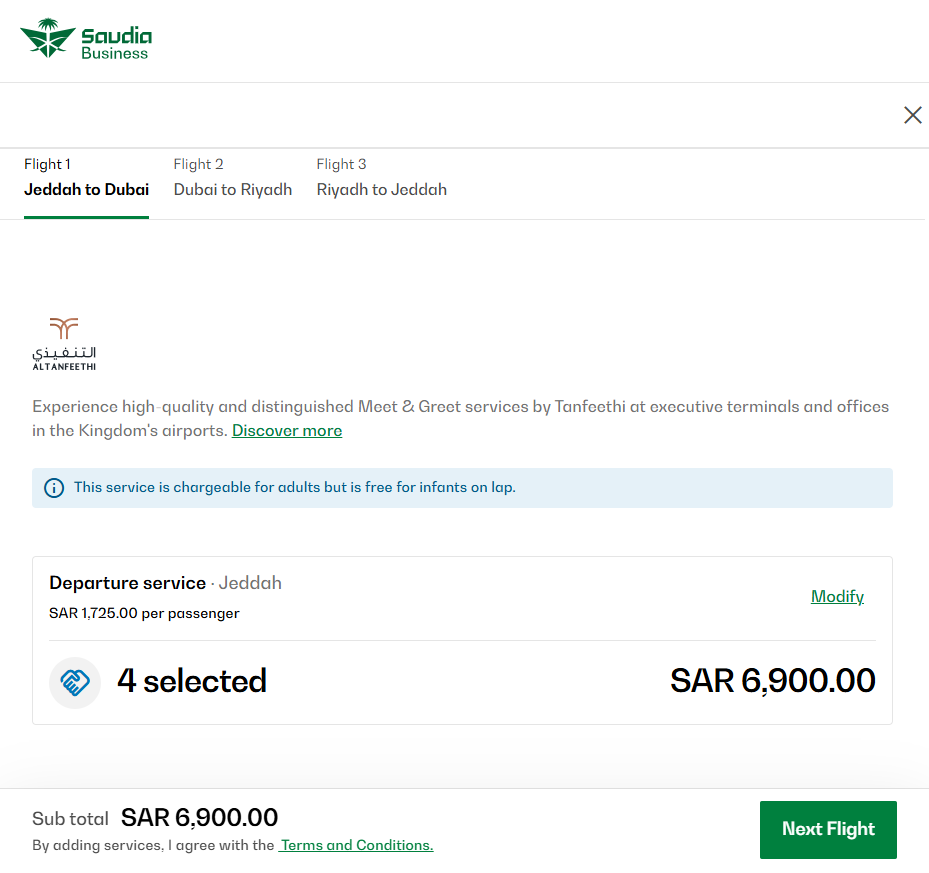 Saudia
Business
Flight 1
Jeddah to Dubai
Flight 2
Dubai to Riyadh
Flight 3
Riyadh to Jeddah
التنفيذي
ALTANFEETHI
Experience high-quality and distinguished Meet & Greet services by Tanfeethi at executive terminals and offices
in the Kingdom's airports. Discover more
This service is chargeable for adults but is free for infants on lap.
Departure service · Jeddah
SAR 1,725.00 per passenger
Modify
4 selected
SAR 6,900.00
Sub total SAR 6,900.00
By adding services, I agree with the Terms and Conditions.
Next Flight